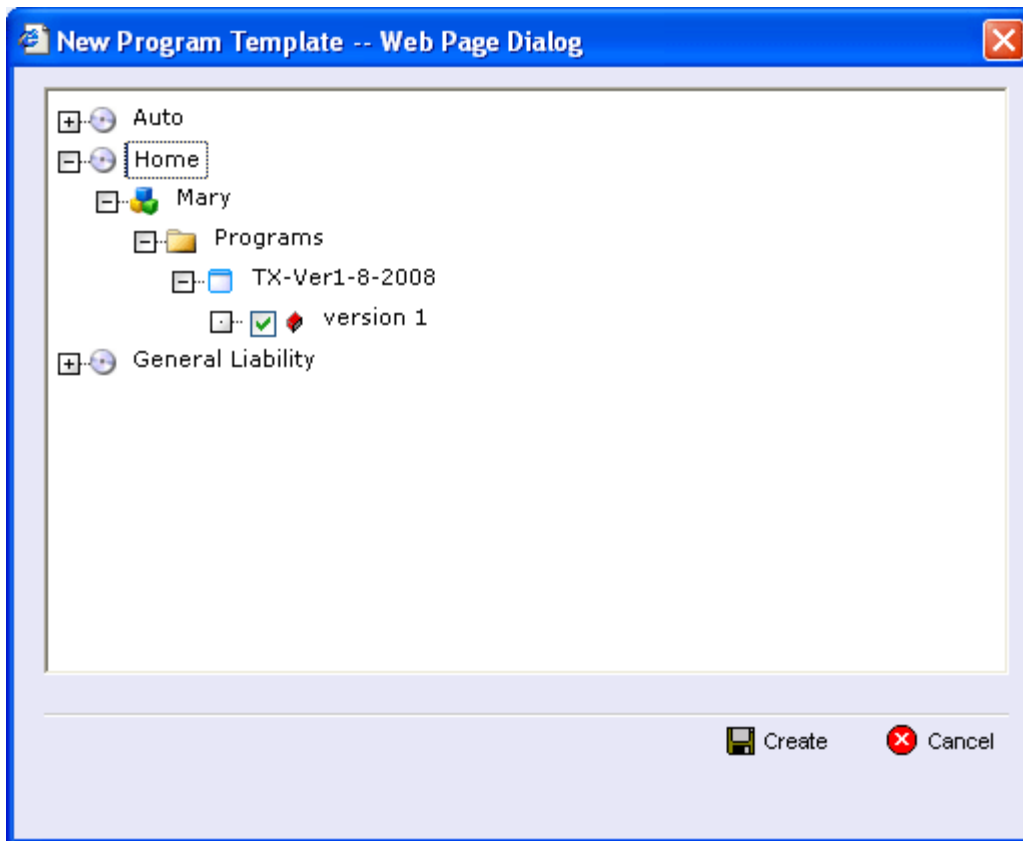 New Program Template -- Web Page Dialog
Auto
Home
Mary
Programs
TX-Ver1-8-2008
version 1
General Liability
Create Cancel